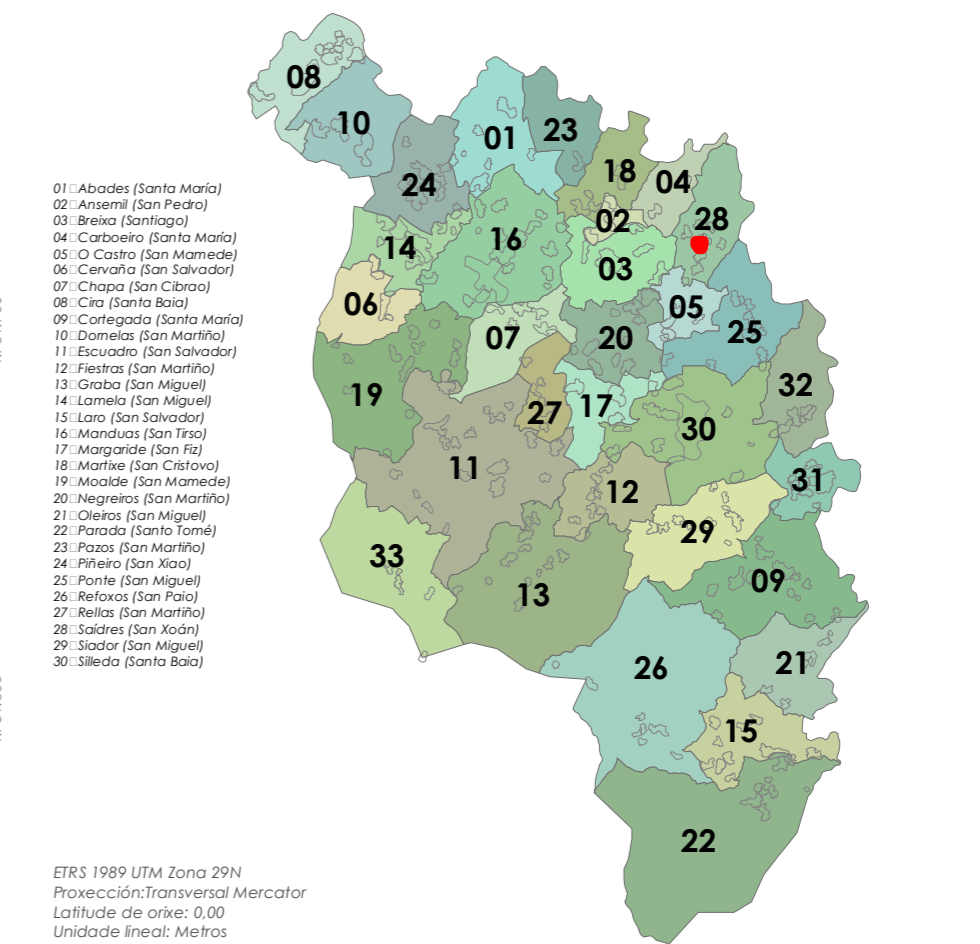 08
10
01
23
24
18
04
02
28
14
16
03
06
07
20
05
25
19
27
17
32
30
11
12
31
29
33
13
09
26
21
15
22
01□Abades (Santa María)
02□Ansemil (San Pedro)
03□Breixa (Santiago)
04□Carboeiro (Santa María)
05□O Castro (San Mamede)
06□Cervaña (San Salvador)
07□Chapa (San Cibrao)
08□Cira (Santa Baia)
09□Cortegada (Santa María)
10□Dornelas (San Martiño)
11□Escuadro (San Salvador)
12□Fiestras (San Martiño)
13□Graba (San Miguel)
14□Lamela (San Miguel)
15□Laro (San Salvador)
16□Manduas (San Tirso)
17□Margaride (San Fiz)
18□Martixe (San Cristovo)
19□Moalde (San Mamede)
20□Negreiros (San Martiño)
21□Oleiros (San Miguel)
22□Parada (Santo Tomé)
23□Pazos (San Martiño)
24□Piñeiro (San Xiao)
25□Ponte (San Miguel)
26□Refoxos (San Paio)
27□Rellas (San Martiño)
28□Saídres (San Xoán)
29□Siador (San Miguel)
30□Silleda (Santa Baia)
ETRS 1989 UTM Zona 29N
Proxección:Transversal Mercator
Latitude de orixe: 0,00
Unidade lineal: Metros